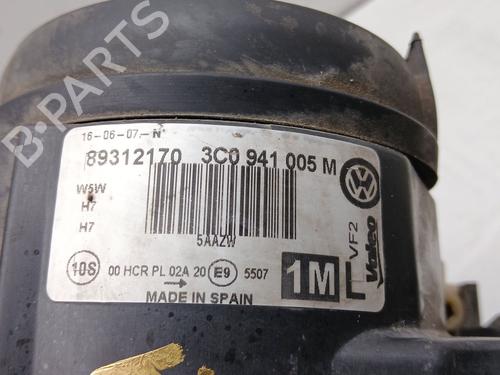 16-06-07.-N
89312170 3C0 941 005 M
W5W
H7
H7
5AAZW
VF2
Valeo
10S 00 HCR PL 02A 20 E9 5507
1M L
MADE IN SPAIN